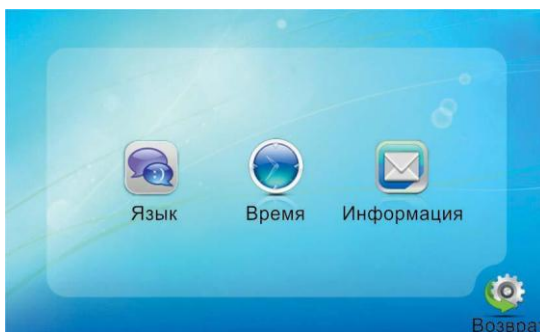 Язык Время Информация
Возвра